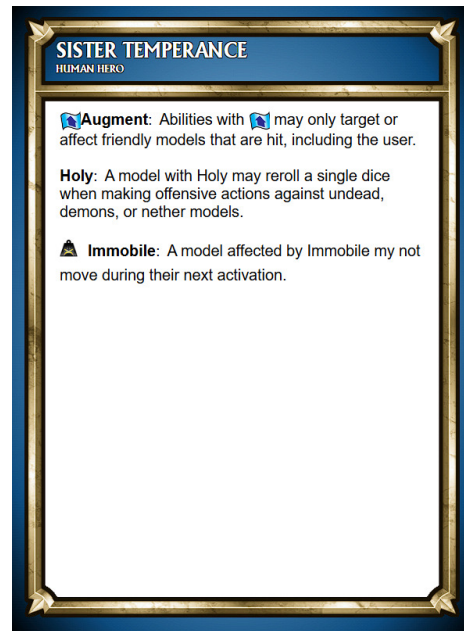 SISTER TEMPERANCE
HUMAN HERO
Augment: Abilities with may only target or
affect friendly models that are hit, including the user.
Holy: A model with Holy may reroll a single dice
when making offensive actions against undead,
demons, or nether models.
Immobile: A model affected by Immobile my not
move during their next activation.